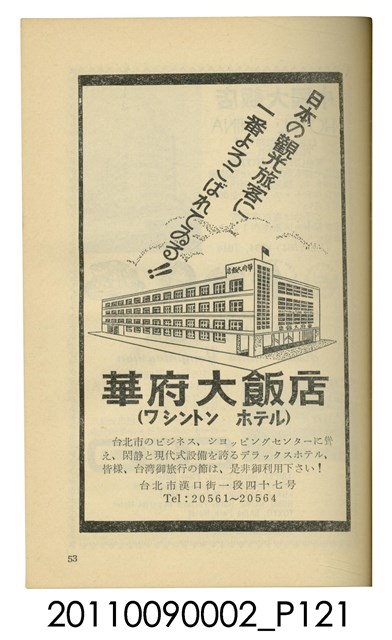 日本の観光旅客に
一番よろこばれてゐる!!
華府大飯店
華府大飯店
(ワシントン ホテル)
台北市のビジネス、ショッピングセンターに聳
え、閑静と現代式設備を誇るデラックスホテル、
皆様、台湾御旅行の節は、是非御利用下さい!
台北市漢口街一段四十七号
Tel: 20561~20564
53
20110090002_P121